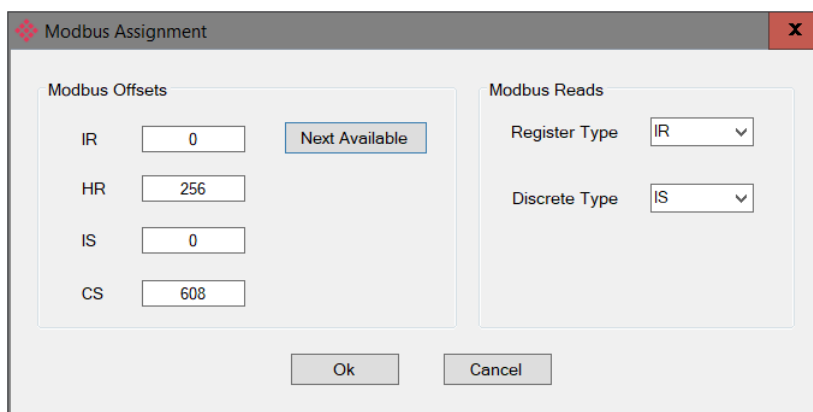 Modbus Assignment
x
Modbus Offsets
IR 0 Next Available
HR 256
IS 0
CS 608
Modbus Reads
Register Type IR
Discrete Type IS
Ok Cancel